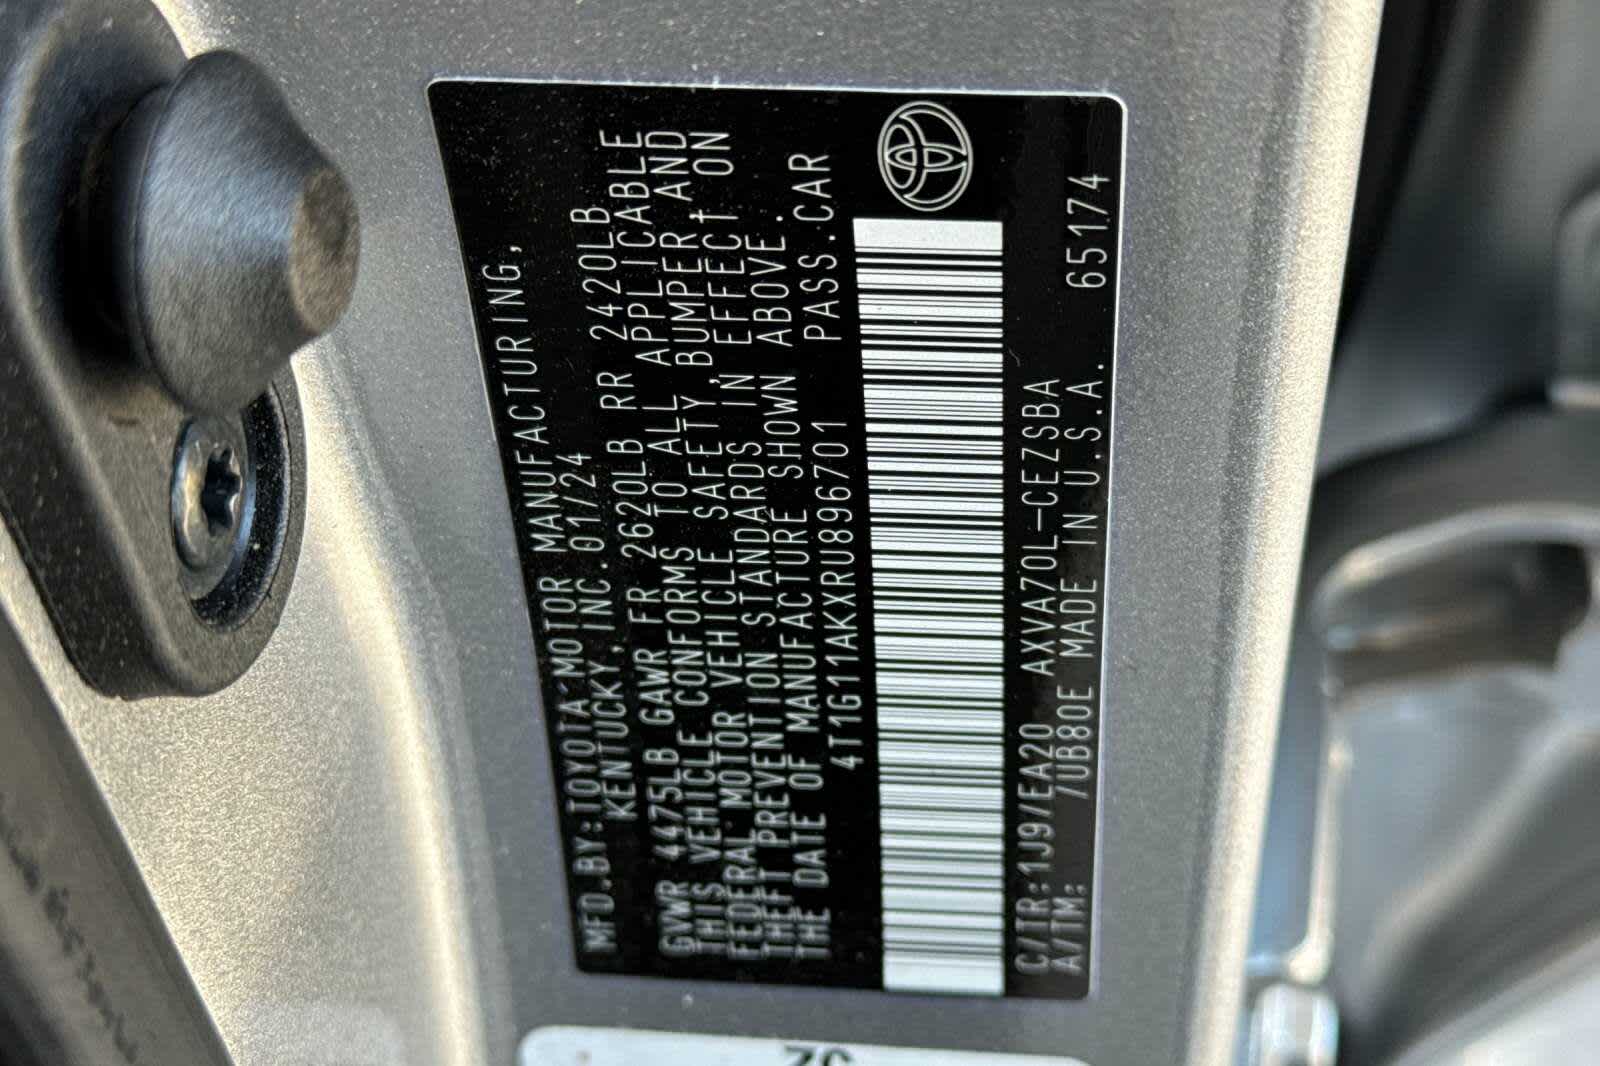 MFD.BY:TOYOTA MOTOR MANUFACTURING,
KENTUCKY, INC. 01/24
GVWR 4475LB GAWR FR 2620LB RR 2420LB
THIS VEHICLE CONFORMS TO ALL APPLICABLE
FEDERAL MOTOR VEHICLE SAFETY, BUMPER, AND
THEFT PREVENTION STANDARDS IN EFFECT ON
THE DATE OF MANUFACTURE SHOWN ABOVE.
4T1G11AKXRU896701 PASS.CAR
C/TR:1J9/EA20 AXVA70L-CEZSBA
A/TM: /UB80E MADE IN U.S.A. 65174